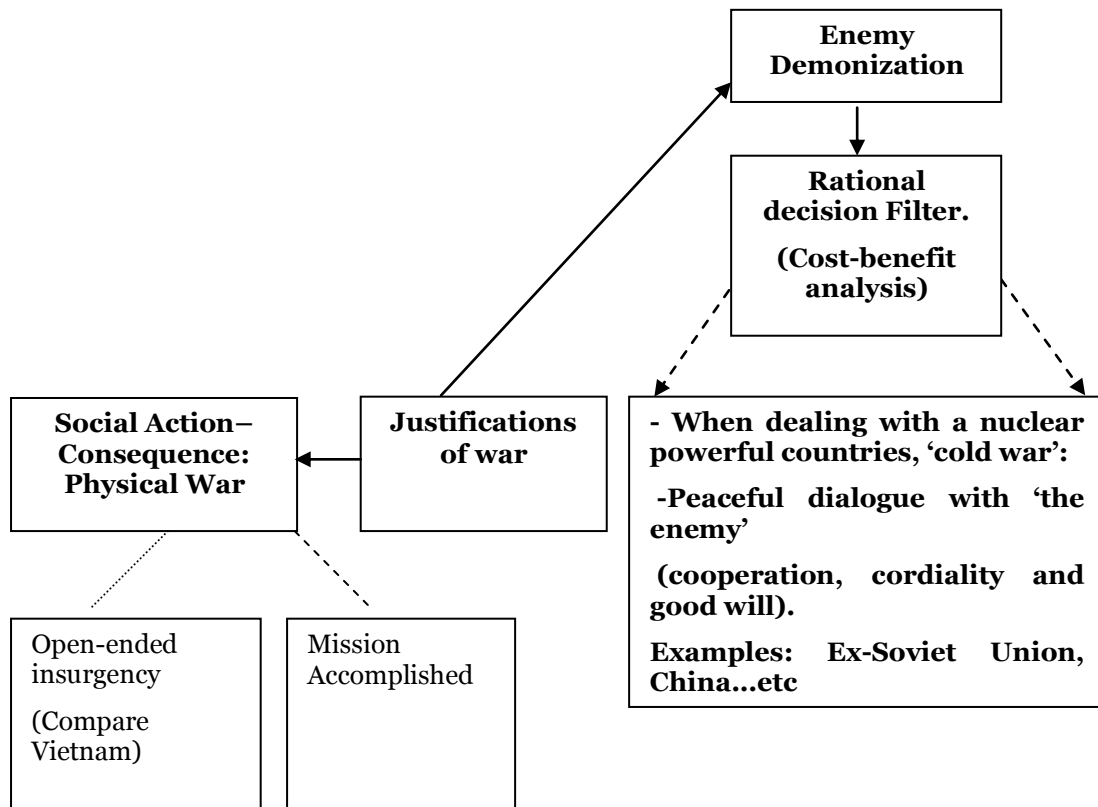 Enemy
Demonization
Rational
decision Filter.
(Cost-benefit
analysis)
Social Action–
Consequence:
Physical War
Justifications
of war
- When dealing with a nuclear
powerful countries, ‘cold war’:
-Peaceful dialogue with ‘the
enemy’
(cooperation, cordiality and
good will).
Examples: Ex-Soviet Union,
China...etc
Open-ended
insurgency
(Compare
Vietnam)
Mission
Accomplished